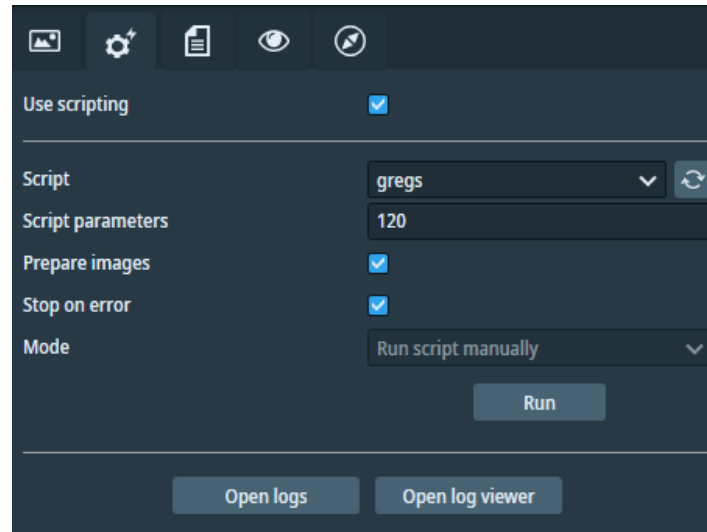 Use scripting
Script gregs
Script parameters 120
Prepare images
Stop on error
Mode Run script manually
Run
Open logs Open log viewer